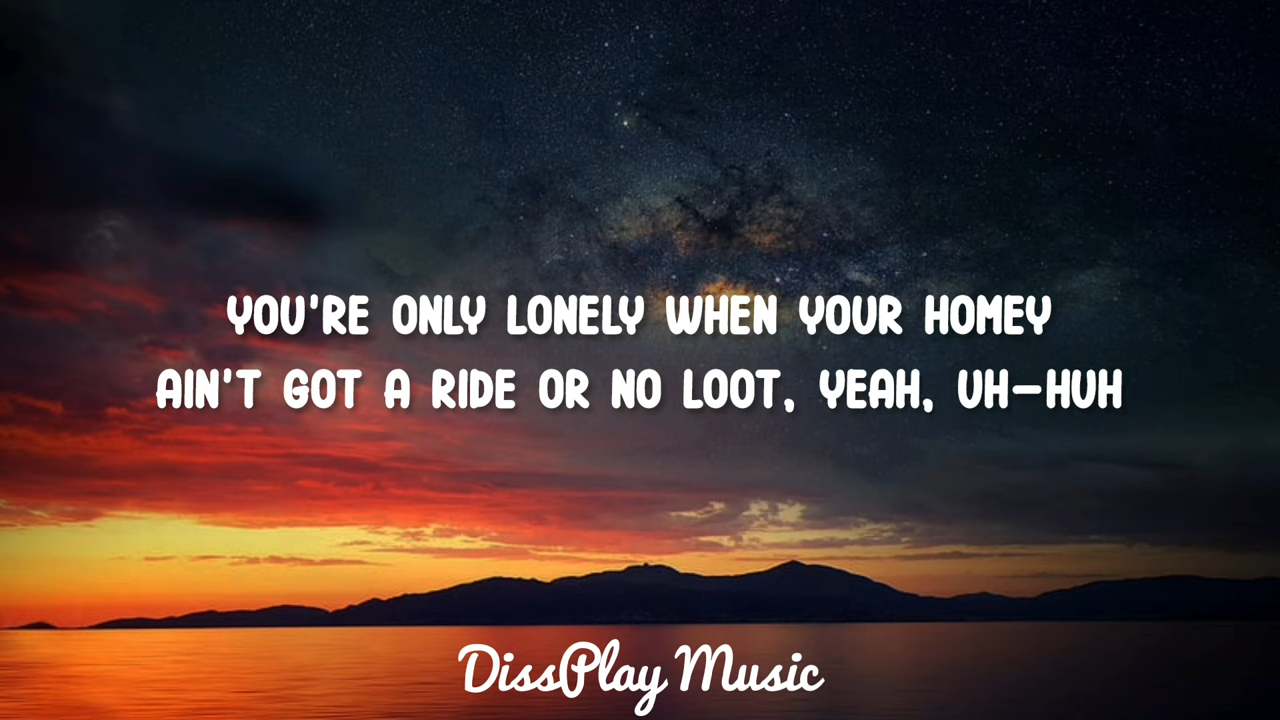 YOU'RE ONLY LONELY WHEN YOUR HOMEY
AIN'T GOT A RIDE OR NO LOOT, YEAH, UH-HUH
DissPlay Music